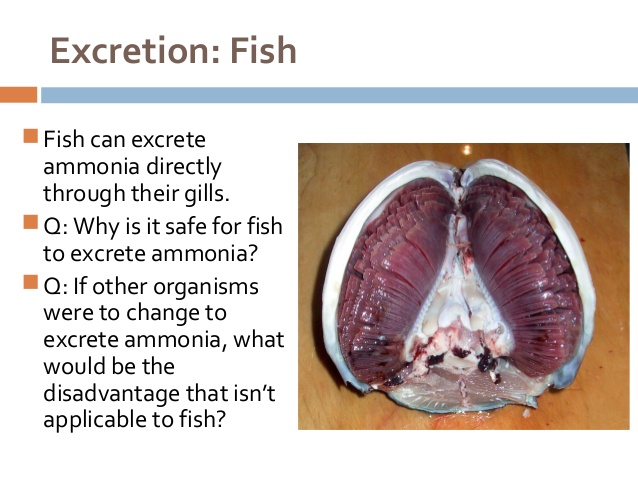 Excretion: Fish
Fish can excrete
ammonia directly
through their gills.
Q: Why is it safe for fish
to excrete ammonia?
Q: If other organisms
were to change to
excrete ammonia, what
would be the
disadvantage that isn’t
applicable to fish?